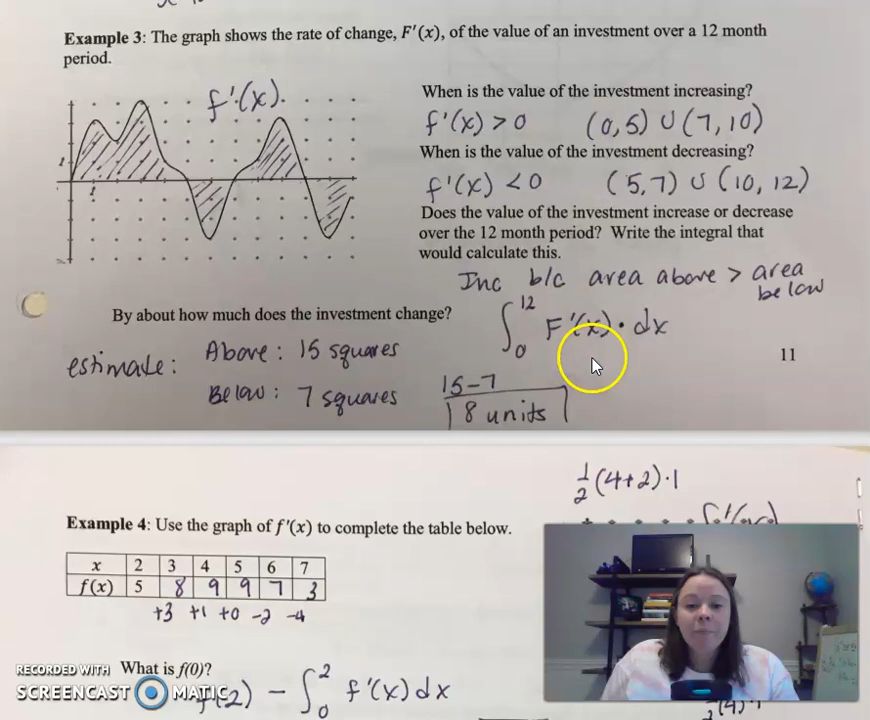 Example 3: The graph shows the rate of change, F'(x), of the value of an investment over a 12 month
period.
f'(x).
When is the value of the investment increasing?
f'(x) > 0 (0,5) ∪ (7,10)
When is the value of the investment decreasing?
f'(x) < 0 (5,7) ∪ (10,12)
Does the value of the investment increase or decrease
over the 12 month period? Write the integral that
would calculate this.
Inc b/c area above > area
below
By about how much does the investment change?
∫₀¹² F'(x) · dx
estimate: Above: 15 squares
Below: 7 squares
15-7
8 units
11
½(4+2)·1
Example 4: Use the graph of f'(x) to complete the table below.
x 2 3 4 5 6 7
f(x) 5 8 9 9 7 3
+3 +1 +0 -2 -4
What is f(0)?
f(2) - ∫₀² f'(x) dx
RECORDED WITH
SCREENCAST MATIC